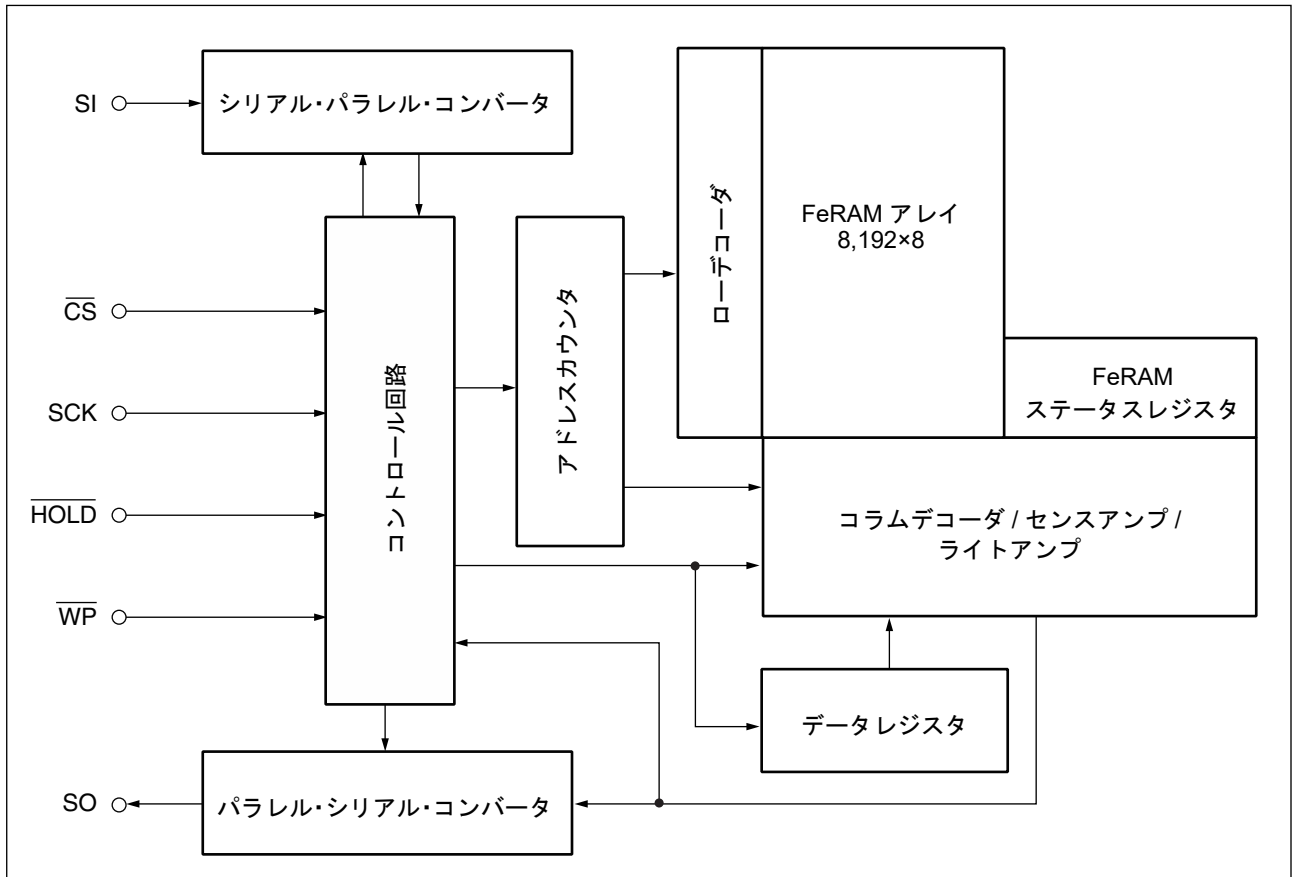 SI
シリアル・パラレル・コンバータ
ローデコーダ
FeRAM アレイ
8,192×8
CS
SCK
HOLD
WP
コントロール回路
アドレスカウンタ
FeRAM
ステータスレジスタ
コラムデコーダ / センスアンプ /
ライトアンプ
データレジスタ
SO
パラレル・シリアル・コンバータ